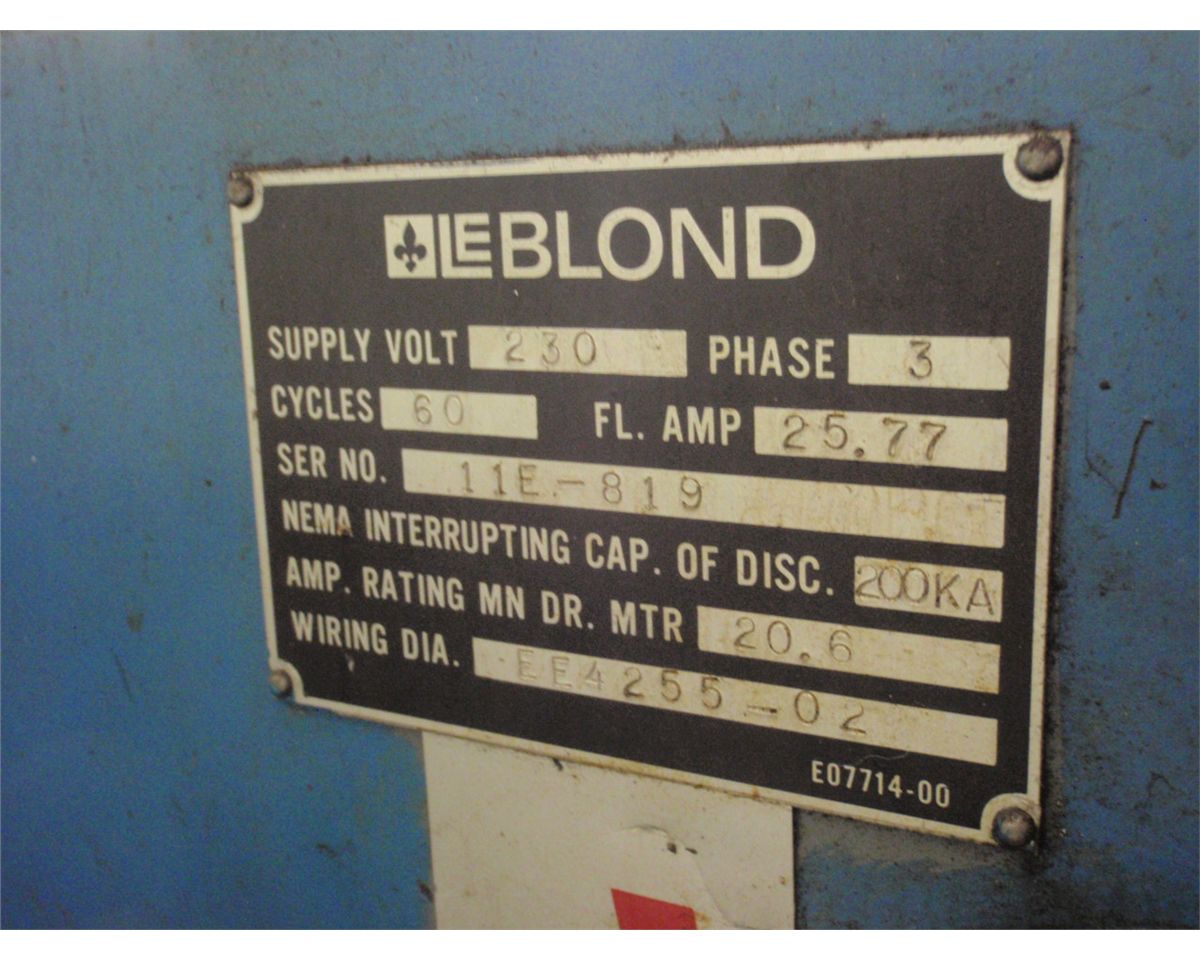 LEBLOND
SUPPLY VOLT 230 PHASE 3
CYCLES 60 FL. AMP 25.77
SER NO. 11E-819
NEMA INTERRUPTING CAP. OF DISC. 200KA
AMP. RATING MN DR. MTR 20.6
WIRING DIA. EE4255-02
E07714-00